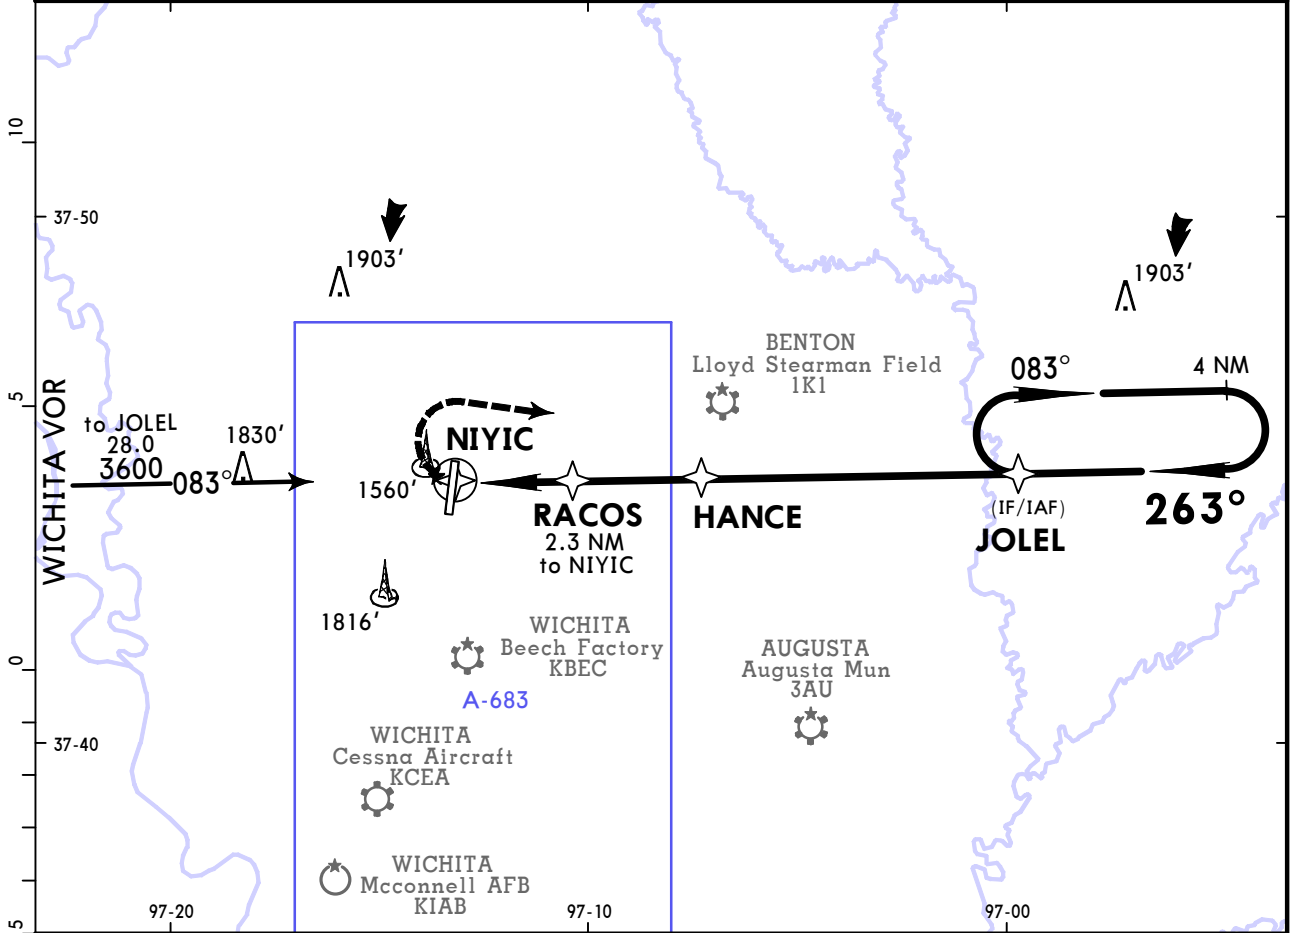 10
37-50
1903'
1903'
BENTON
Lloyd Stearman Field
1K1
083°
4 NM
5
WICHITA VOR
to JOLEL
28.0
3600
083°
1830'
NIYIC
1560'
RACOS
2.3 NM
to NIYIC
HANCE
(IF/IAF)
JOLEL
263°
1816'
WICHITA
Beech Factory
KBEC
A-683
AUGUSTA
Augusta Mun
3AU
0
37-40
WICHITA
Cessna Aircraft
KCEA
WICHITA
Mcconnell AFB
KIAB
5
97-20
97-10
97-00